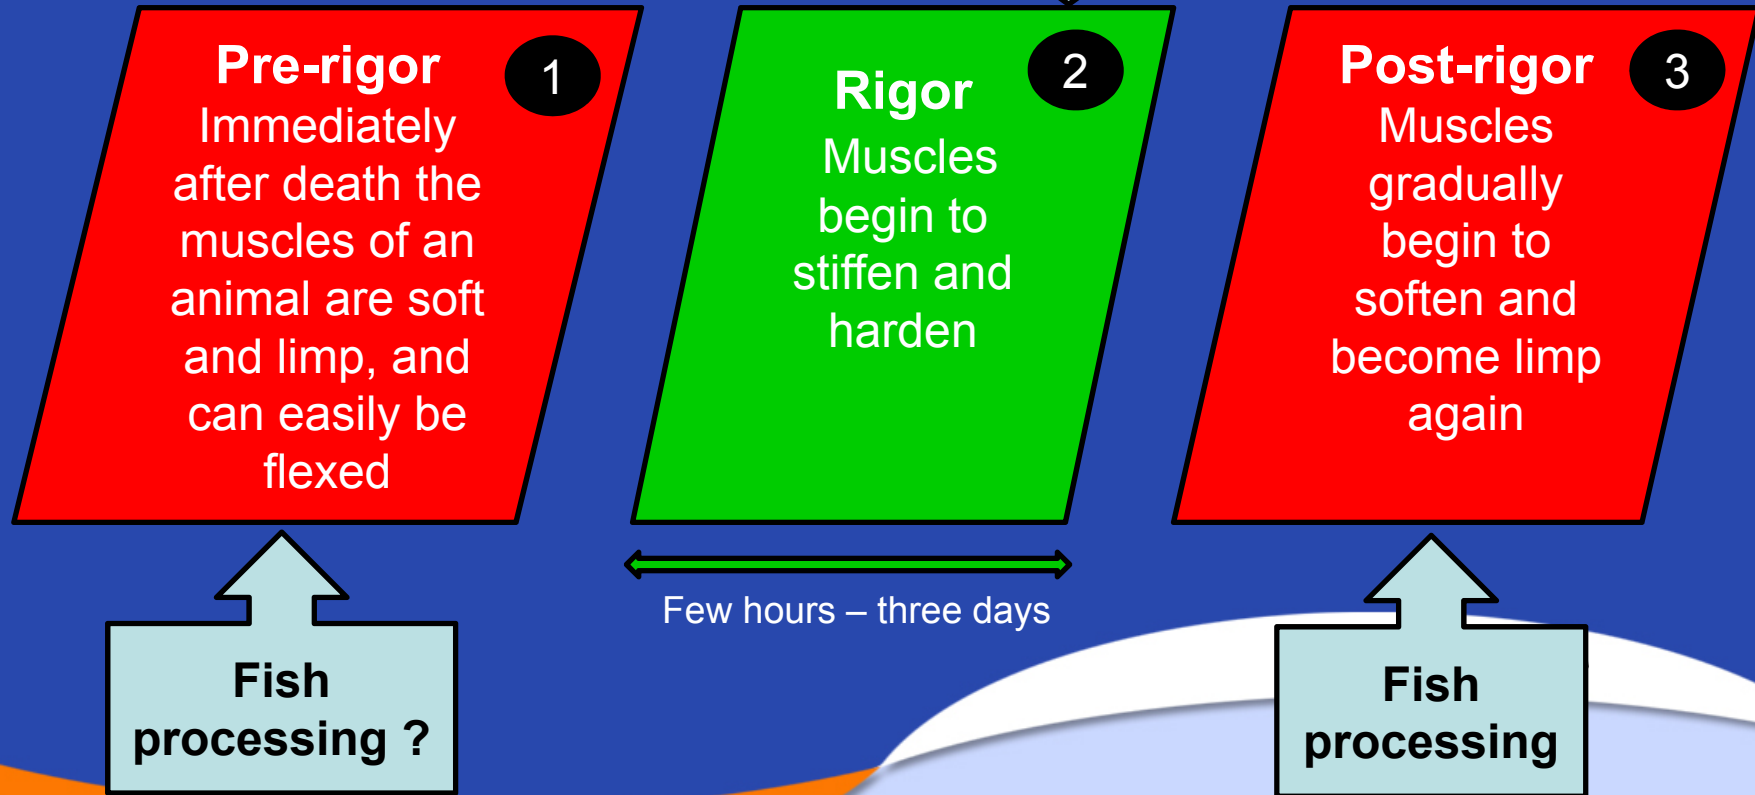 Pre-rigor
1
Immediately
after death the
muscles of an
animal are soft
and limp, and
can easily be
flexed
Rigor
2
Muscles
begin to
stiffen and
harden
Post-rigor
3
Muscles
gradually
begin to
soften and
become limp
again
Few hours – three days
Fish
processing ?
Fish
processing